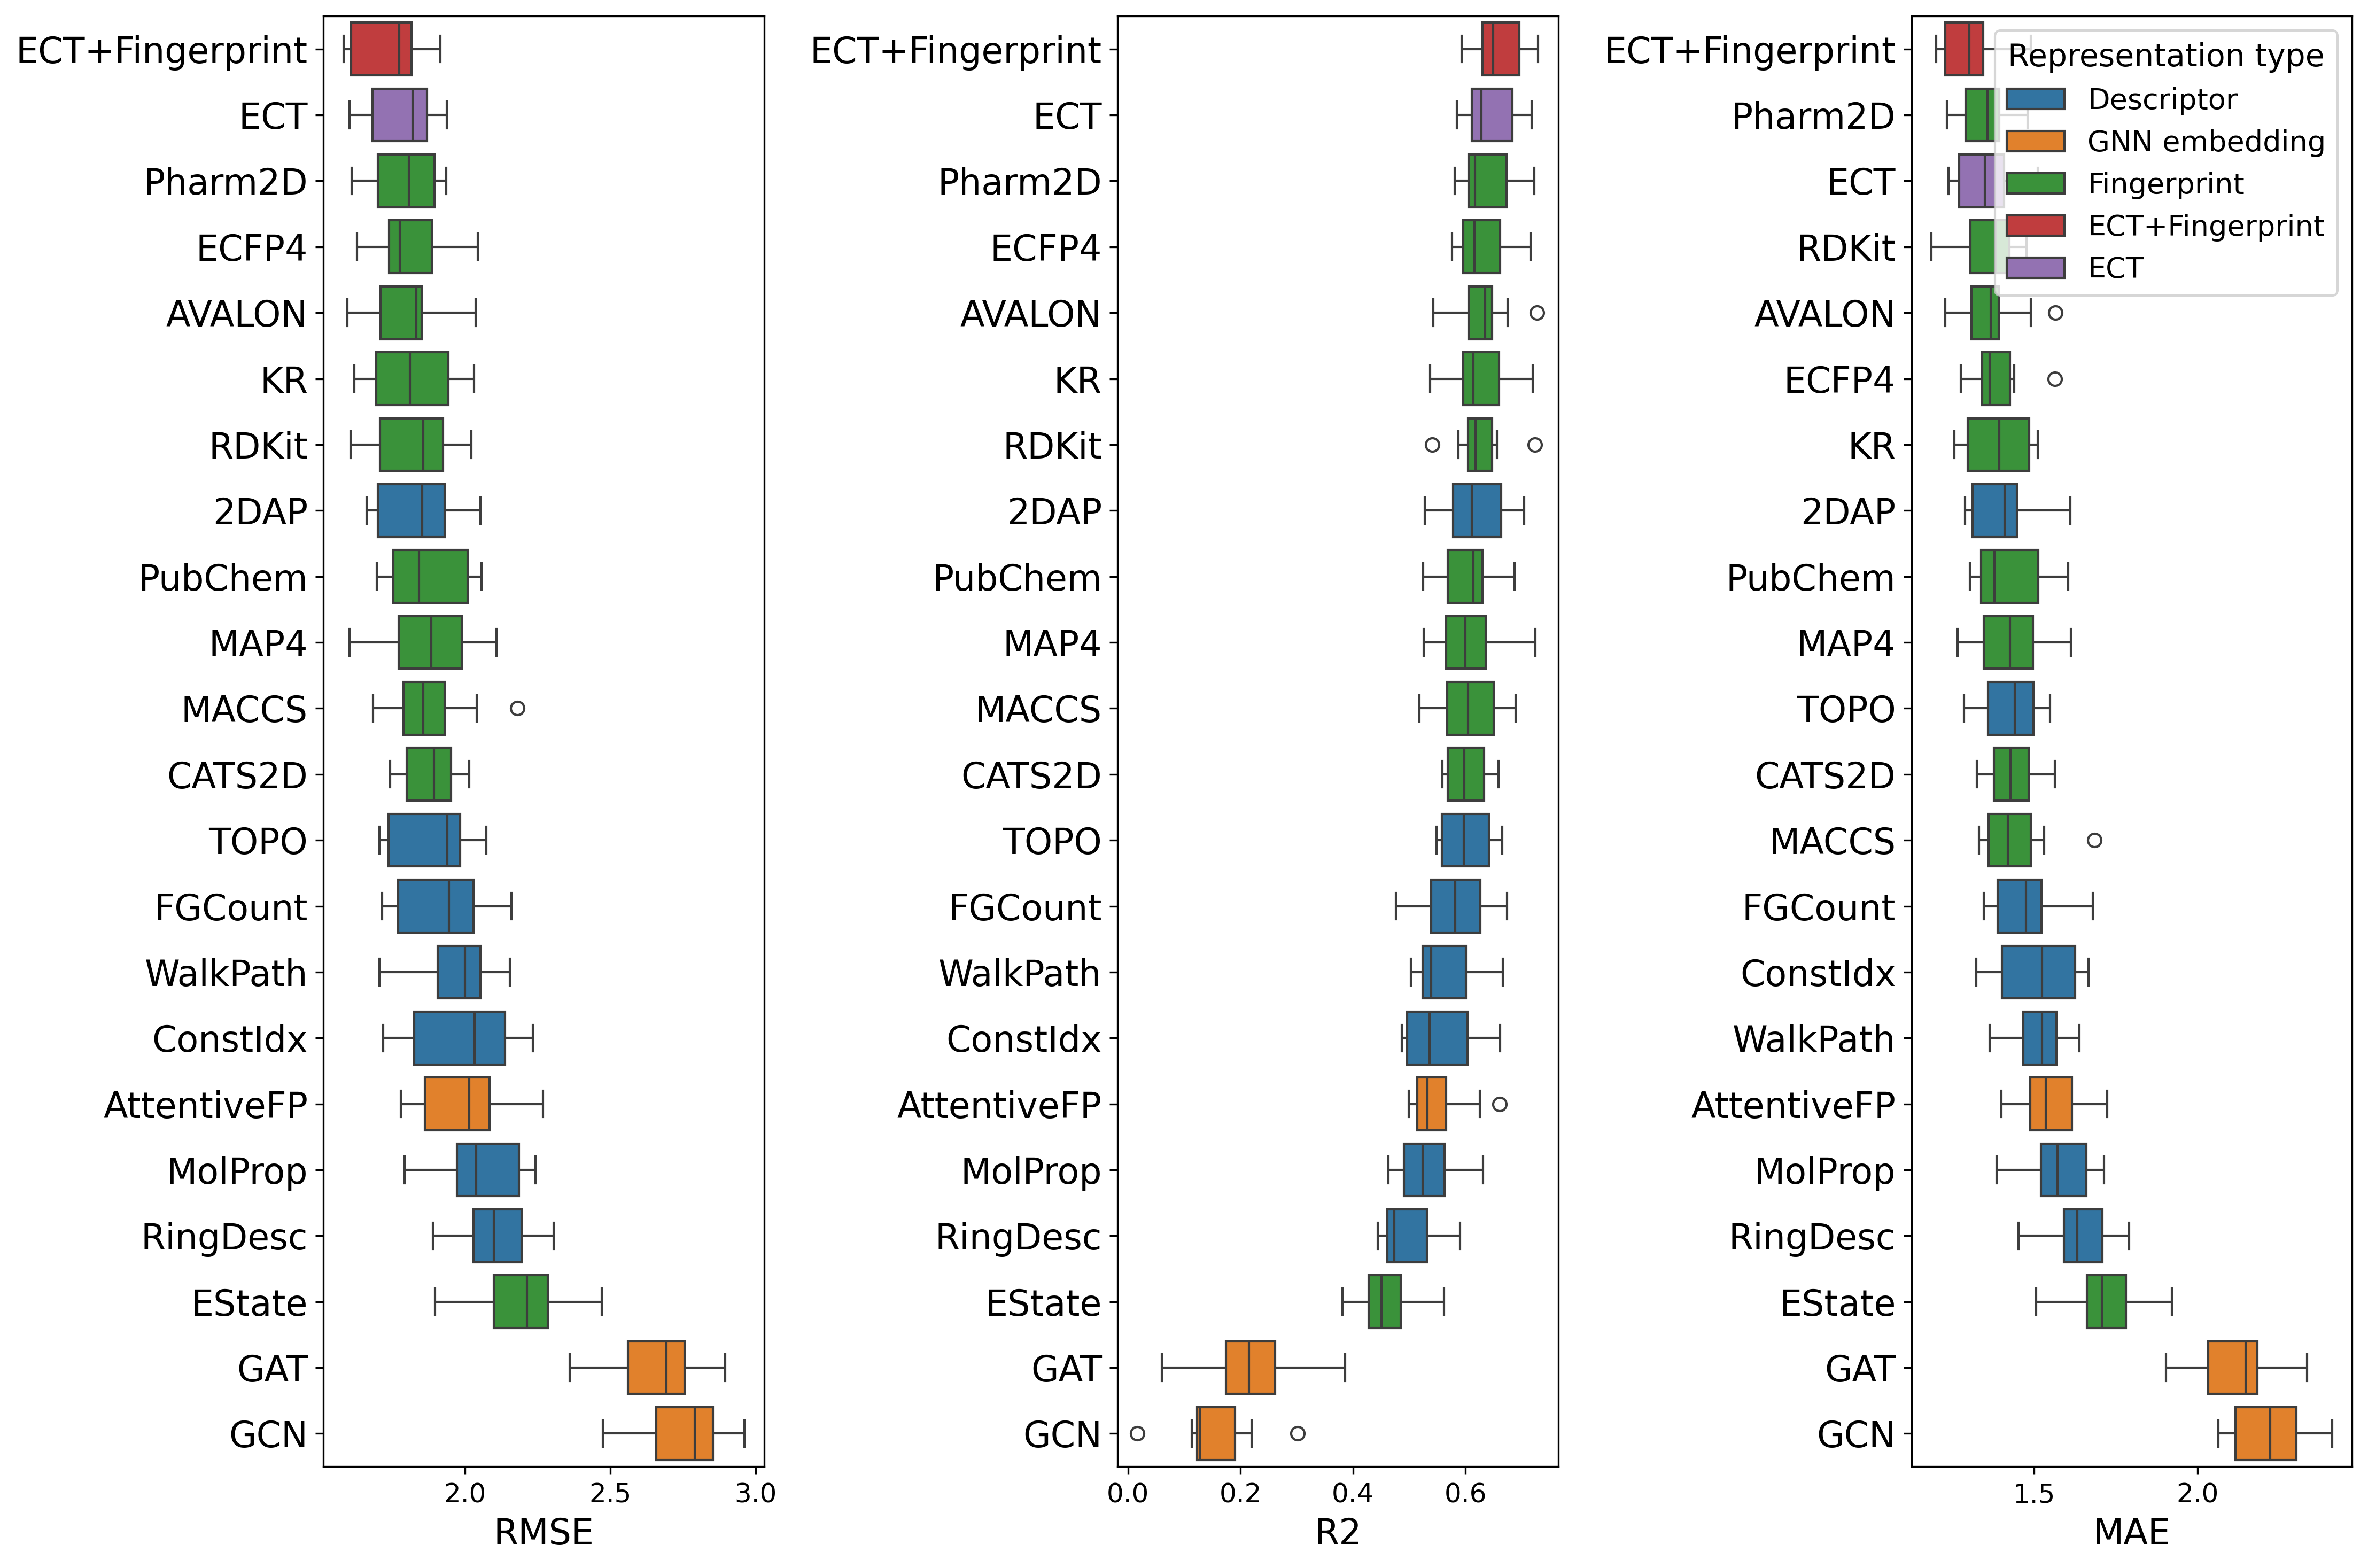 ECT+Fingerprint
ECT
Pharm2D
ECFP4
AVALON
KR
RDKit
2DAP
PubChem
MAP4
MACCS
CATS2D
TOPO
FGCount
WalkPath
ConstIdx
AttentiveFP
MolProp
RingDesc
EState
GAT
GCN
2.0 2.5 3.0
RMSE
ECT+Fingerprint
ECT
Pharm2D
ECFP4
AVALON
KR
RDKit
2DAP
PubChem
MAP4
MACCS
CATS2D
TOPO
FGCount
WalkPath
ConstIdx
AttentiveFP
MolProp
RingDesc
EState
GAT
GCN
0.0 0.2 0.4 0.6
R2
ECT+Fingerprint
Pharm2D
ECT
RDKit
AVALON
ECFP4
KR
2DAP
PubChem
MAP4
TOPO
CATS2D
MACCS
FGCount
ConstIdx
WalkPath
AttentiveFP
MolProp
RingDesc
EState
GAT
GCN
1.5 2.0
MAE
Representation type
Descriptor
GNN embedding
Fingerprint
ECT+Fingerprint
ECT